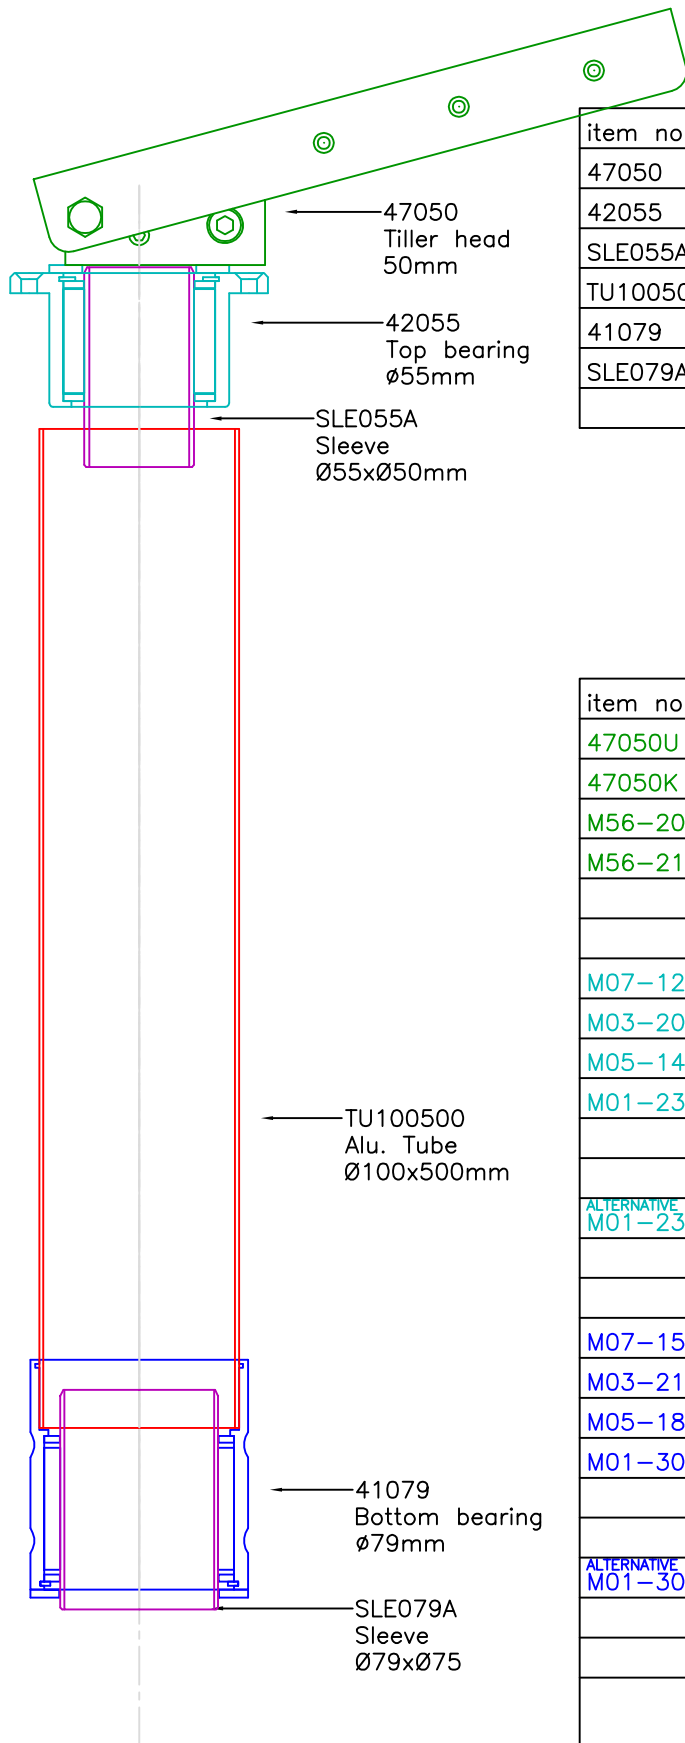 47050
Tiller head
50mm
42055
Top bearing
ø55mm
SLE055A
Sleeve
Ø55xØ50mm
TU100500
Alu. Tube
Ø100x500mm
41079
Bottom bearing
ø79mm
SLE079A
Sleeve
Ø79xØ75
item no
47050
42055
SLE055A
TU10050
41079
SLE079A
item no
47050U
47050K
M56-20
M56-21
M07-12
M03-20
M05-14
M01-23
ALTERNATIVE
M01-23
M07-15
M03-21
M05-18
M01-30
ALTERNATIVE
M01-30